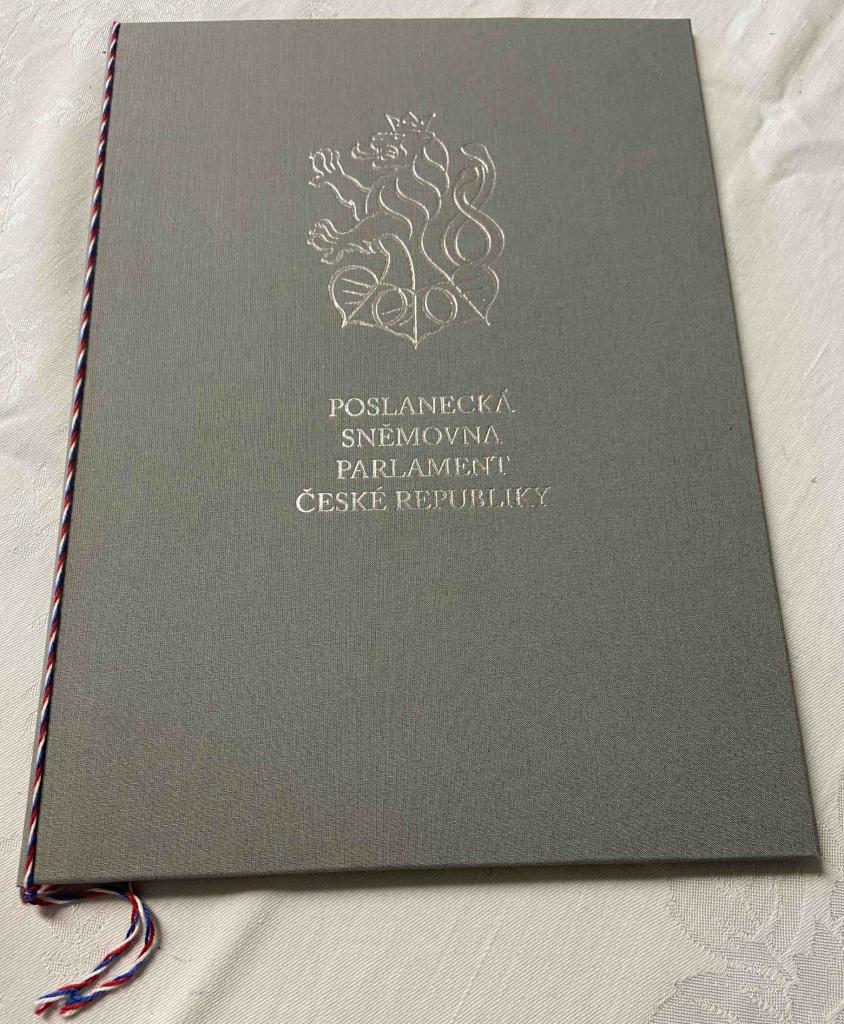 POSLANECKÁ
SNĚMOVNA
PARLAMENT
ČESKÉ REPUBLIKY